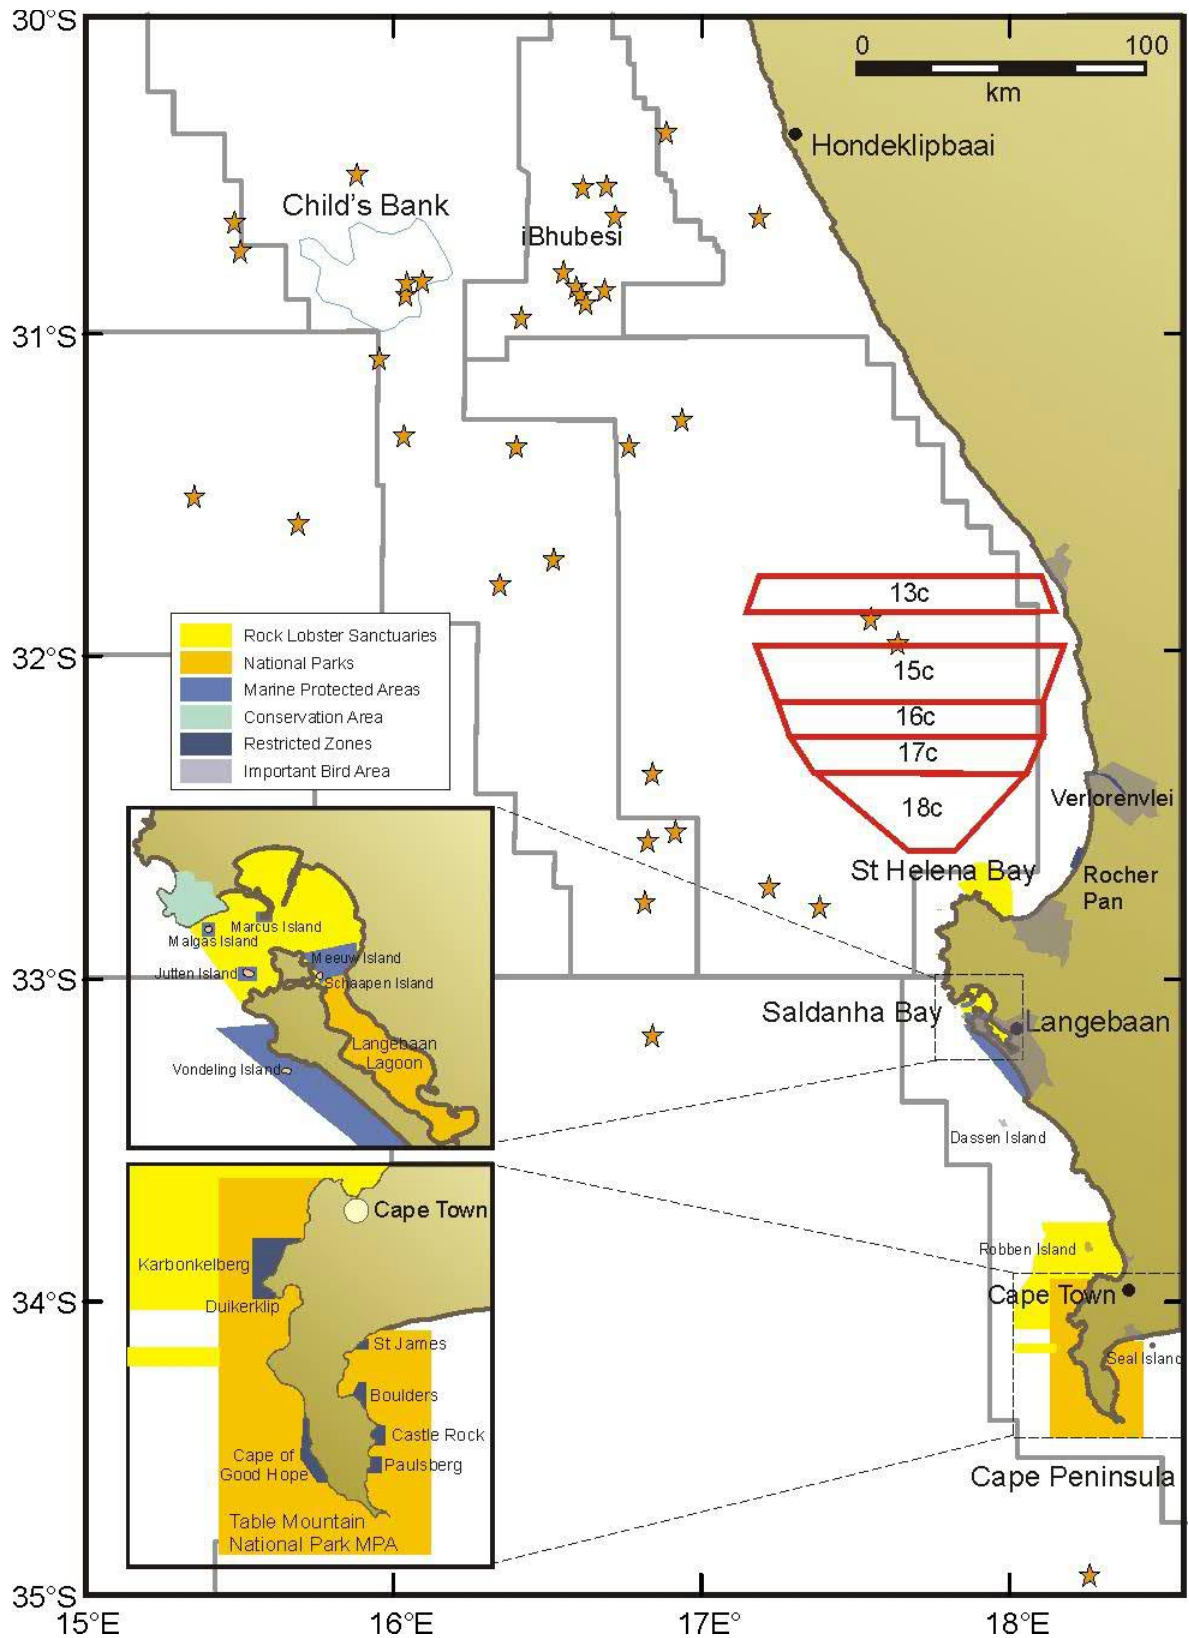 30°S
0 100
km
Hondeklipbaai
Child's Bank
iBhubesi
31°S
13c
Rock Lobster Sanctuaries
National Parks
Marine Protected Areas
Conservation Area
Restricted Zones
Important Bird Area
32°S
15c
16c
17c
18c
Verlorenvlei
St Helena Bay
Rocher
Pan
Marcus Island
Malgas Island
Meeuw Island
Jutten Island
Schaapen Island
33°S
Saldanha Bay
Langebaan
Langebaan
Lagoon
Vondeling Island
Dassen Island
Cape Town
Karbonkelberg
Duikerklip
Robben Island
34°S
Cape Town
St James
Seal Island
Boulders
Castle Rock
Cape of
Good Hope
Paulsberg
Cape Peninsula
Table Mountain
National Park MPA
35°S
15°E
16°E
17E°
18°E